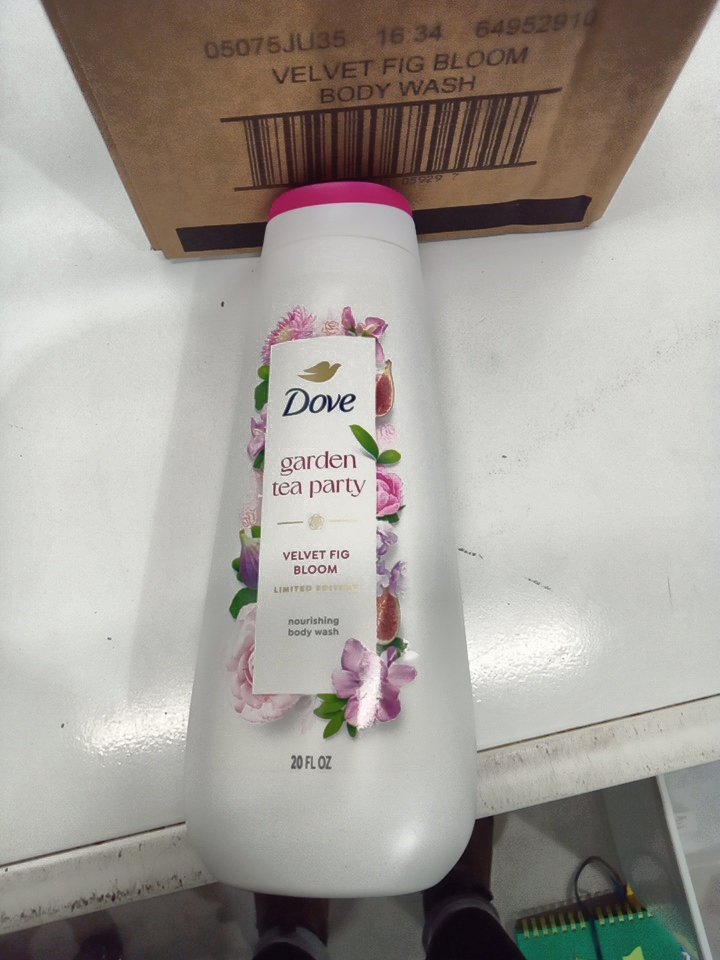 05075JU35 16:34 64952910
VELVET FIG BLOOM
BODY WASH
Dove
garden
tea party
VELVET FIG
BLOOM
LIMITED EDITION
nourishing
body wash
20 FL OZ